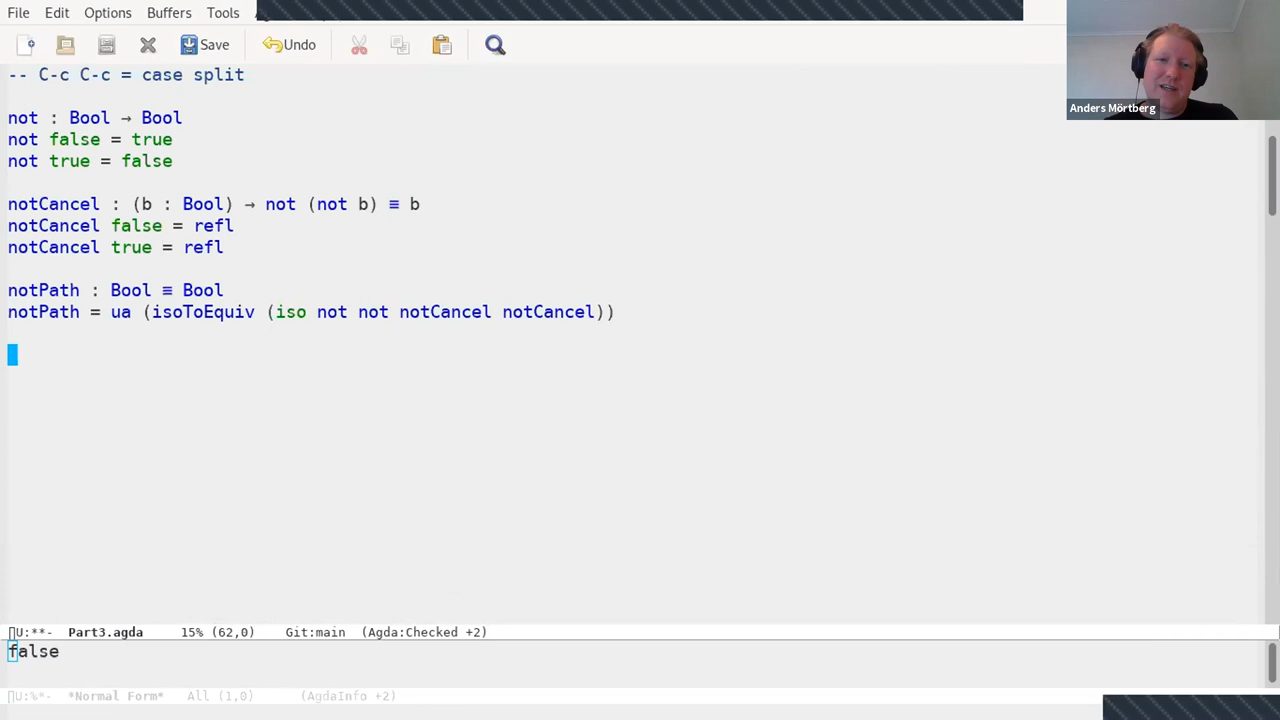 File Edit Options Buffers Tools
Save Undo
Anders Mörtberg
-- C-c C-c = case split
not : Bool → Bool
not false = true
not true = false
notCancel : (b : Bool) → not (not b) ≡ b
notCancel false = refl
notCancel true = refl
notPath : Bool ≡ Bool
notPath = ua (isoToEquiv (iso not not notCancel notCancel))
U:**- Part3.agda 15% (62,0) Git:main (Agda:Checked +2)
false
U:%*- *Normal Form* All (1,0) (AgdaInfo +2)